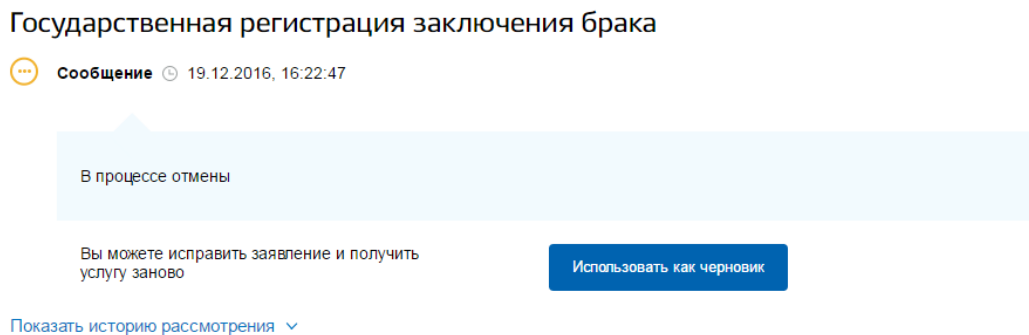 Государственная регистрация заключения брака
Сообщение 19.12.2016, 16:22:47
В процессе отмены
Вы можете исправить заявление и получить
услугу заново
Использовать как черновик
Показать историю рассмотрения